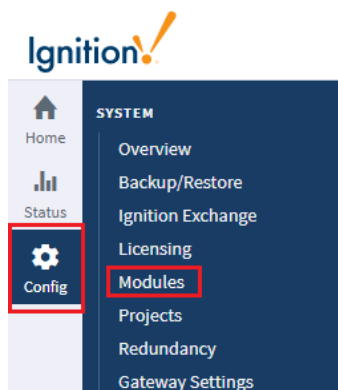 Ignition!
Home
Status
Config
SYSTEM
Overview
Backup/Restore
Ignition Exchange
Licensing
Modules
Projects
Redundancy
Gateway Settings